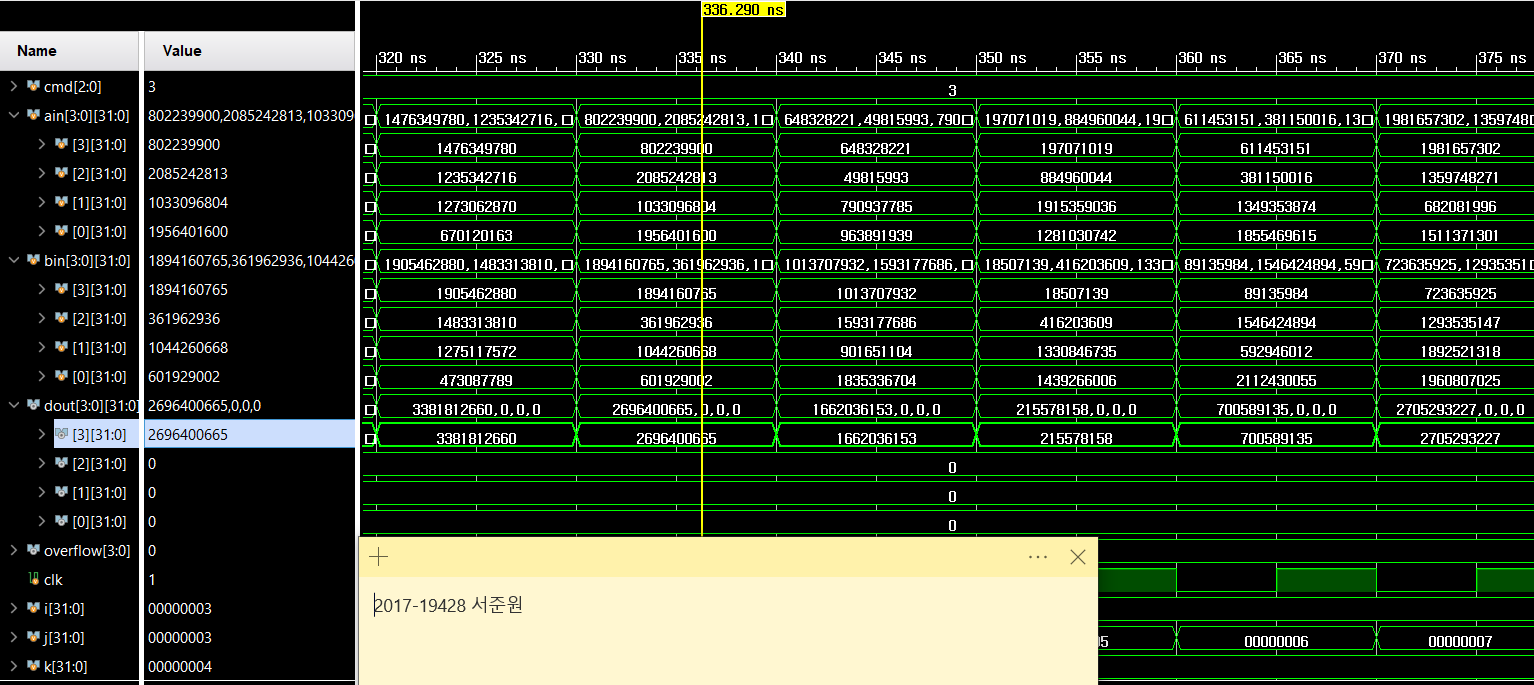 336.290 ns
Name Value
320 ns 325 ns 330 ns 335 ns 340 ns 345 ns 350 ns 355 ns 360 ns 365 ns 370 ns 375 ns
cmd[2:0] 3 3
ain[3:0][31:0] 802239900,2085242813,103309 1476349780,1235342716, 802239900,2085242813,1 648328221,49815993,790 197071019,884960044,19 611453151,381150016,13 1981657302,1359748
[3][31:0] 802239900 1476349780 802239900 648328221 197071019 611453151 1981657302
[2][31:0] 2085242813 1235342716 2085242813 49815993 884960044 381150016 1359748271
[1][31:0] 1033096804 1273062870 1033096804 790937785 1915359036 1349353874 682081996
[0][31:0] 1956401600 670120163 1956401600 963891939 1281030742 1855469615 1511371301
bin[3:0][31:0] 1894160765,361962936,10442 1905462880,1483313810, 1894160765,361962936,1 1013707932,1593177686, 18507139,416203609,133 89135984,1546424894,59 723635925,12935351
[3][31:0] 1894160765 1905462880 1894160765 1013707932 18507139 89135984 723635925
[2][31:0] 361962936 1483313810 361962936 1593177686 416203609 1546424894 1293535147
[1][31:0] 1044260668 1275117572 1044260668 901651104 1330846735 592946012 1892521318
[0][31:0] 601929002 473087789 601929002 1835336704 1439266006 2112430055 1960807025
dout[3:0][31:0] 2696400665,0,0,0 3381812660,0,0,0 2696400665,0,0,0 1662036153,0,0,0 215578158,0,0,0 700589135,0,0,0 2705293227,0,0,0
[3][31:0] 2696400665 3381812660 2696400665 1662036153 215578158 700589135 2705293227
[2][31:0] 0 0
[1][31:0] 0 0
[0][31:0] 0 0
overflow[3:0] 0
clk 1
i[31:0] 00000003
j[31:0] 00000003 05 00000006 00000007
k[31:0] 00000004
2017-19428 서준원